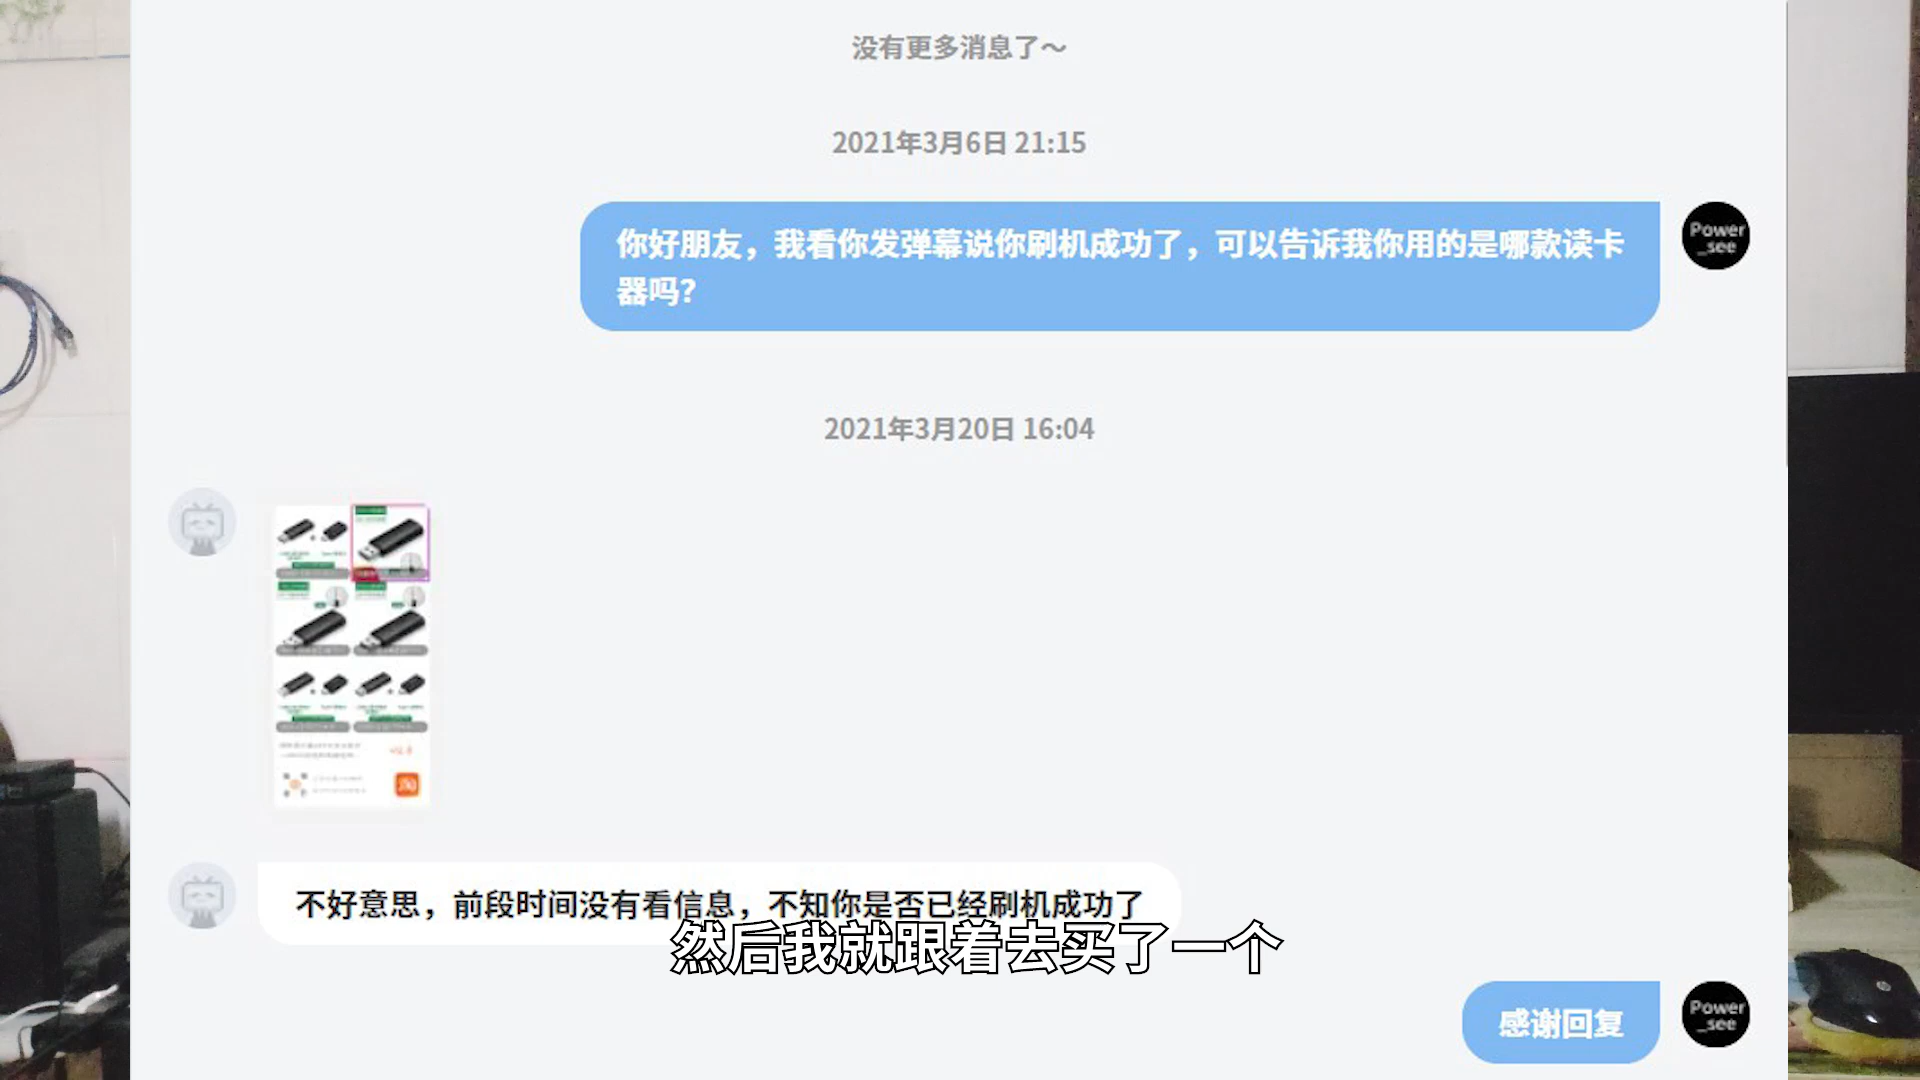 没有更多消息了～
2021年3月6日 21:15
你好朋友，我看你发弹幕说你刷机成功了，可以告诉我你用的是哪款读卡
器吗？
Power
_see
2021年3月20日 16:04
淘
不好意思，前段时间没有看信息，不知你是否已经刷机成功了
然后我就跟着去买了一个
感谢回复
Power
_see